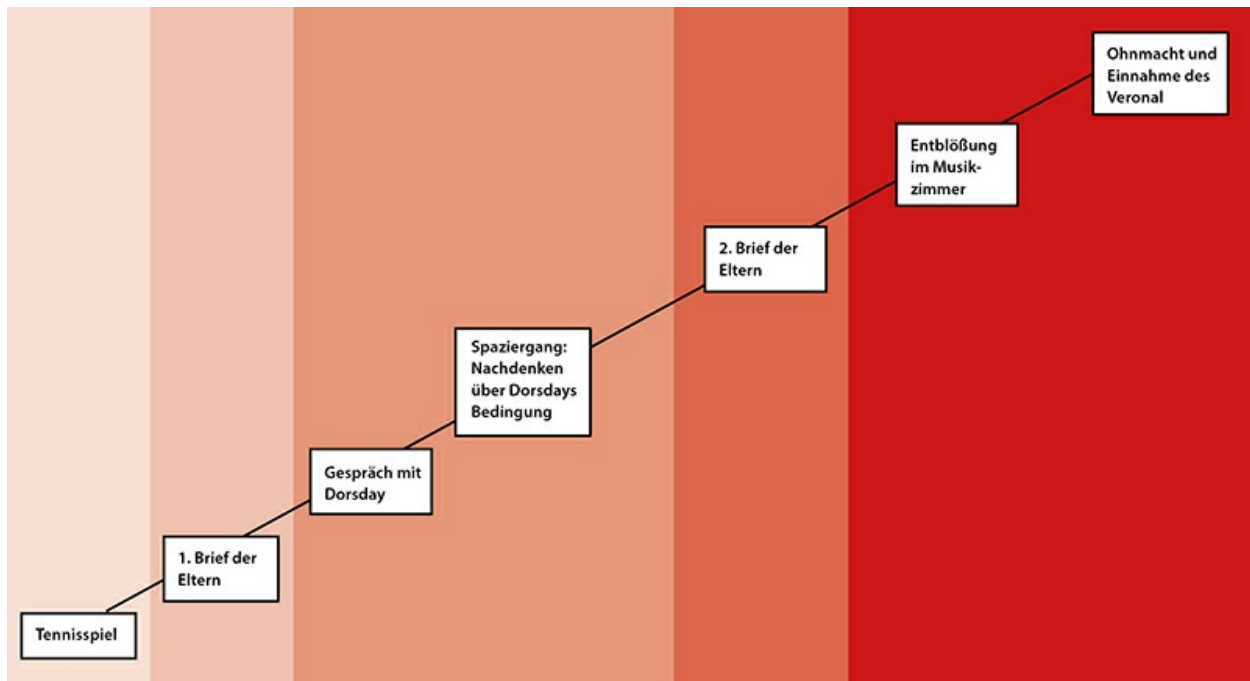 Ohnmacht und
Einnahme des
Veronal
Entblößung
im Musik-
zimmer
2. Brief der
Eltern
Spaziergang:
Nachdenken
über Dorsdays
Bedingung
Gespräch mit
Dorsday
1. Brief der
Eltern
Tennisspiel